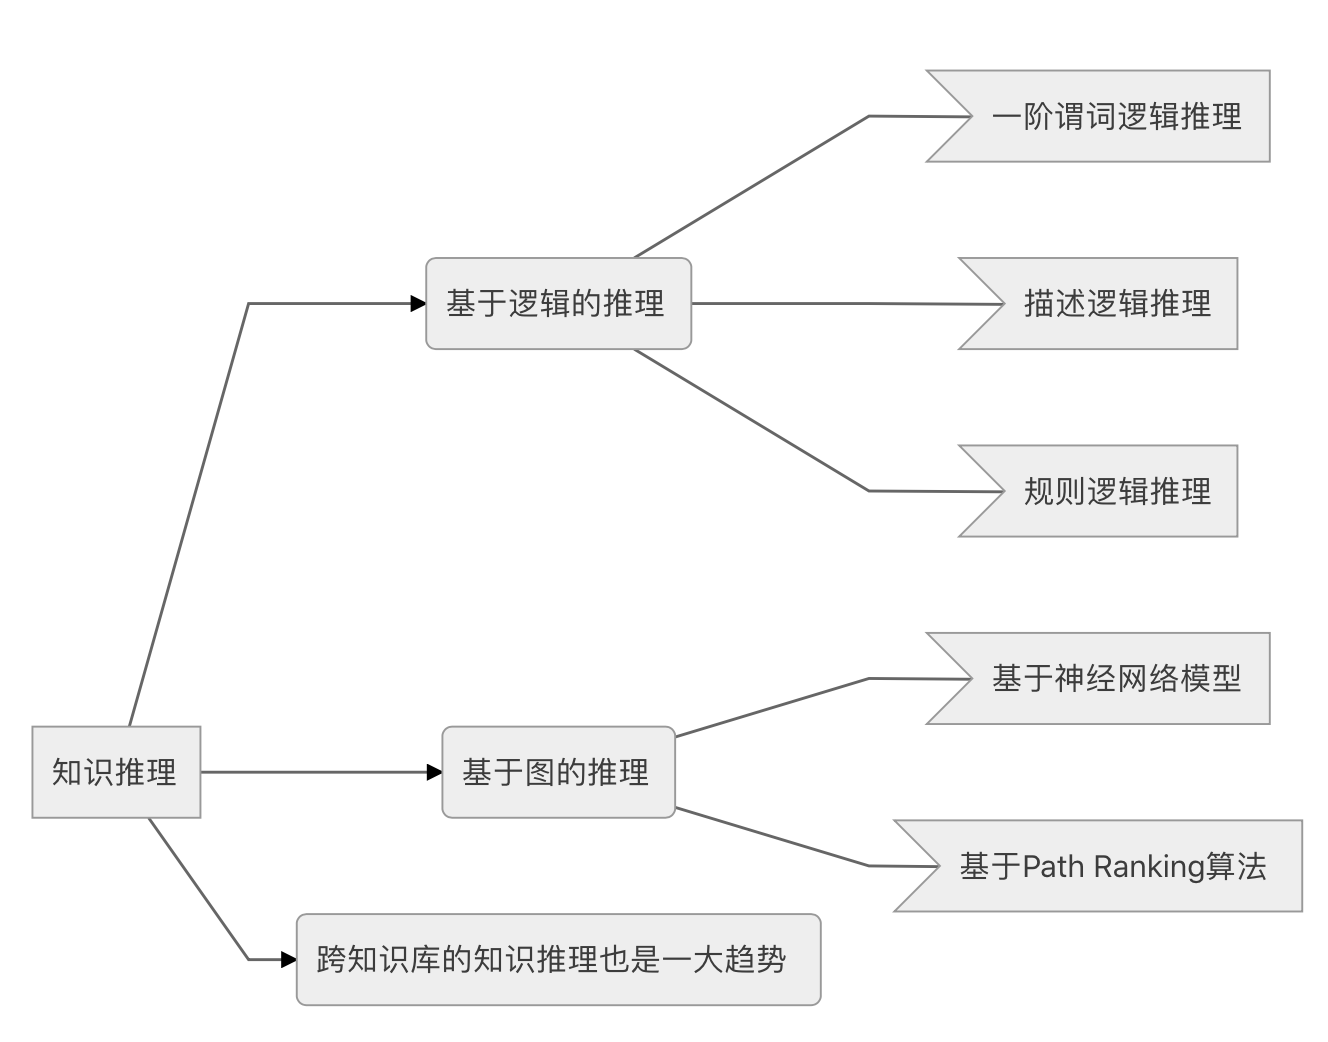 一阶谓词逻辑推理
基于逻辑的推理
描述逻辑推理
规则逻辑推理
基于神经网络模型
知识推理
基于图的推理
基于Path Ranking算法
跨知识库的知识推理也是一大趋势